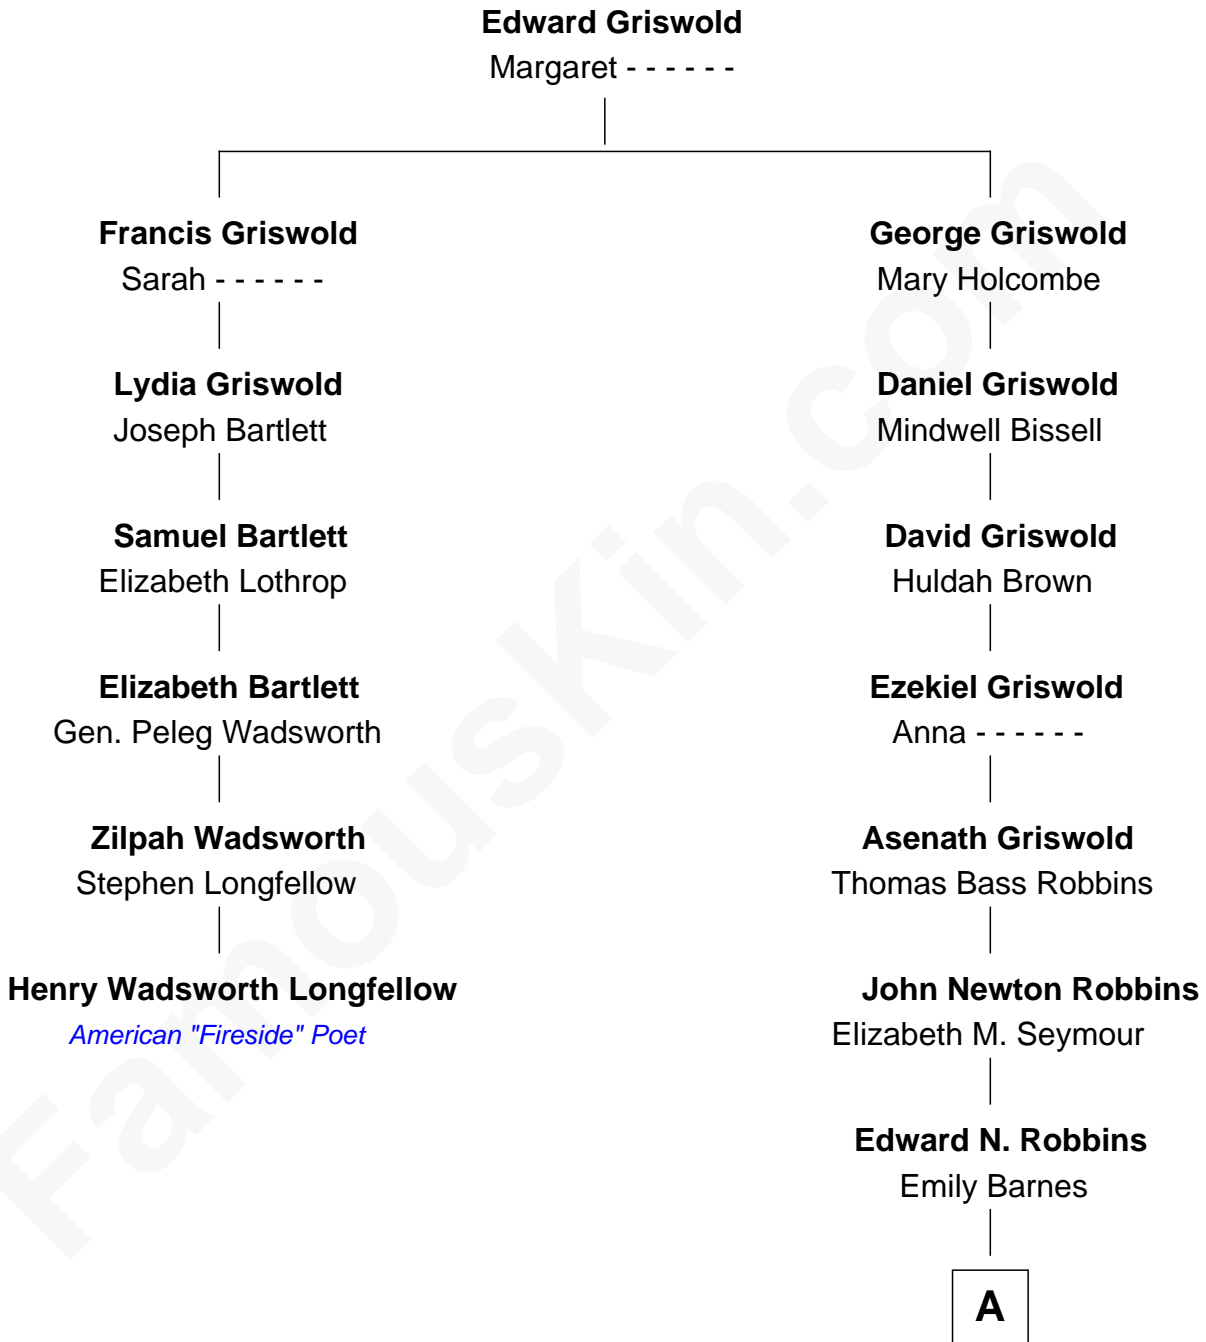 Edward Griswold
Margaret - - - - - -
Francis Griswold
Sarah - - - - - -
Lydia Griswold
Joseph Bartlett
Samuel Bartlett
Elizabeth Lothrop
Elizabeth Bartlett
Gen. Peleg Wadsworth
Zilpah Wadsworth
Stephen Longfellow
Henry Wadsworth Longfellow
American "Fireside" Poet
George Griswold
Mary Holcombe
Daniel Griswold
Mindwell Bissell
David Griswold
Huldah Brown
Ezekiel Griswold
Anna - - - - - -
Asenath Griswold
Thomas Bass Robbins
John Newton Robbins
Elizabeth M. Seymour
Edward N. Robbins
Emily Barnes
A
FamousKin.com